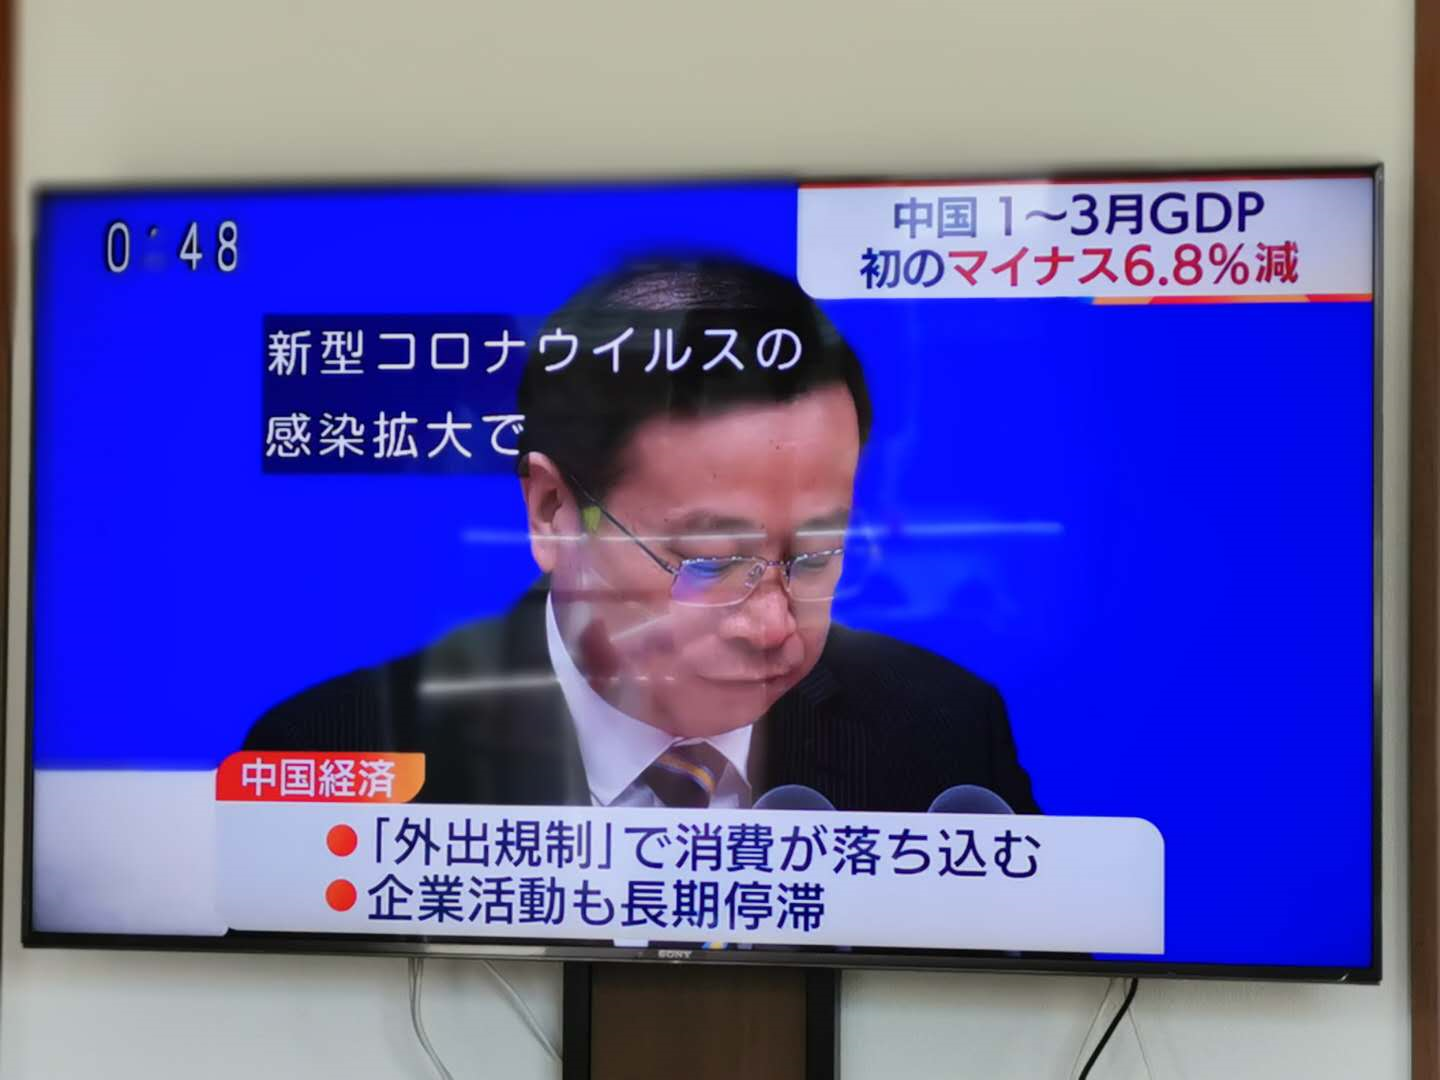 0:48
中国 1〜3月GDP
初のマイナス6.8%減
新型コロナウイルスの
感染拡大で
中国経済
●「外出規制」で消費が落ち込む
●企業活動も長期停滞
SONY